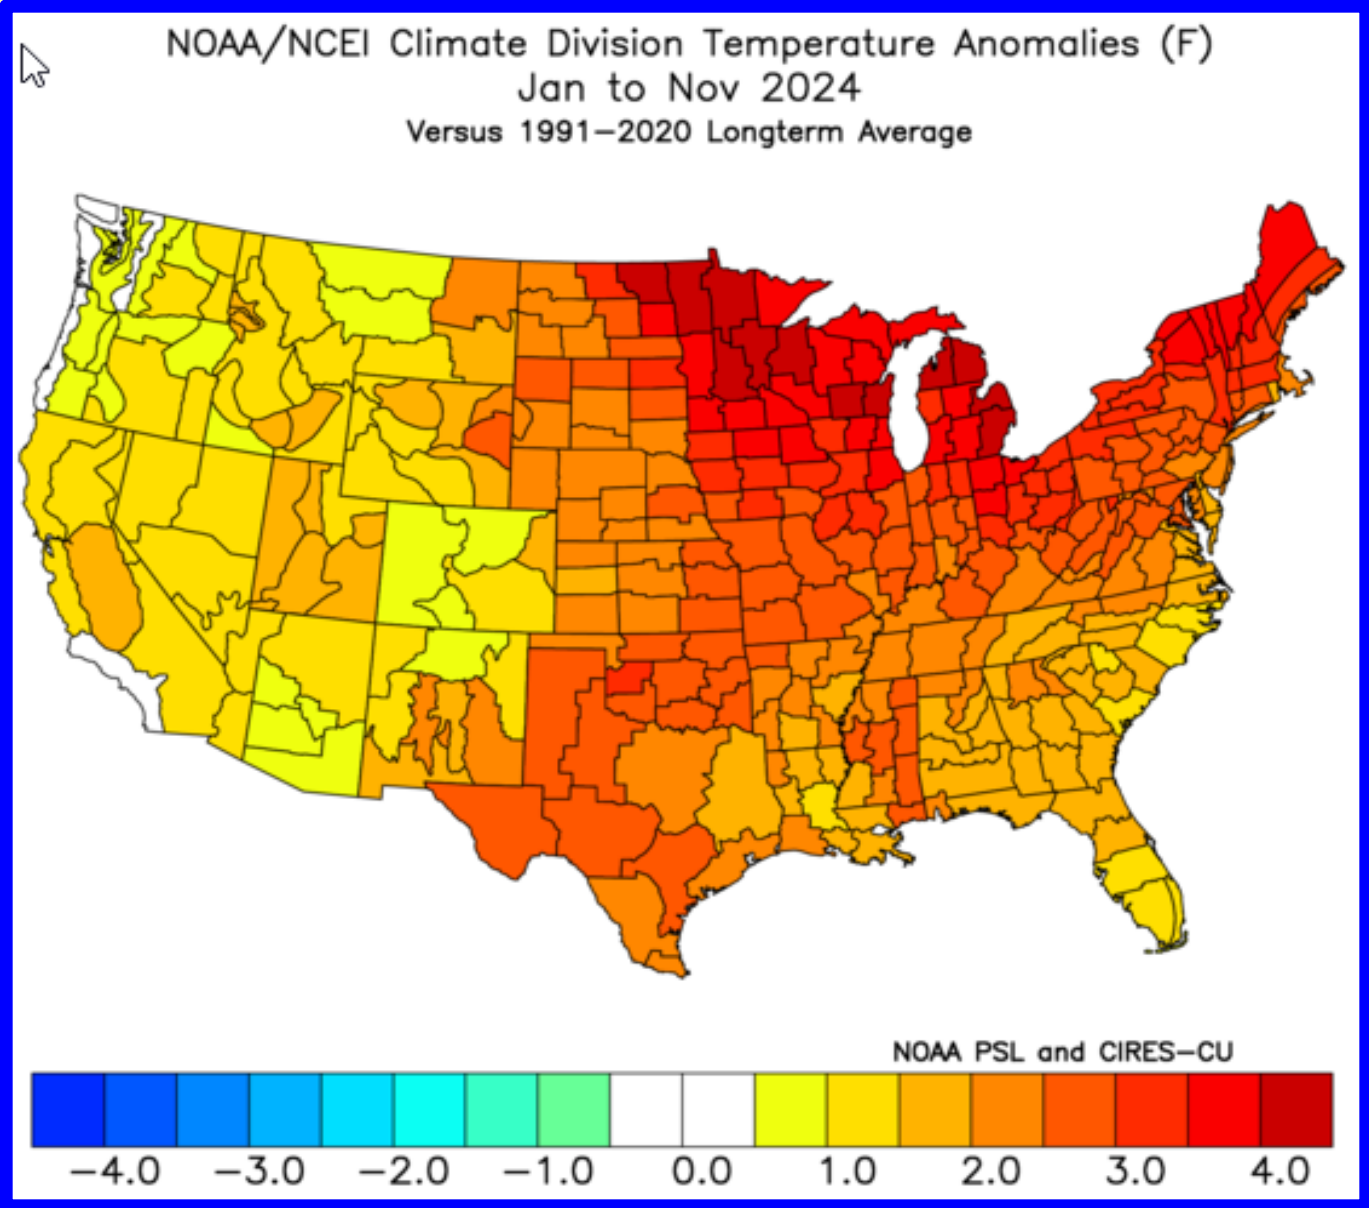 NOAA/NCEI Climate Division Temperature Anomalies (F)
Jan to Nov 2024
Versus 1991−2020 Longterm Average
NOAA PSL and CIRES−CU
−4.0 −3.0 −2.0 −1.0 0.0 1.0 2.0 3.0 4.0